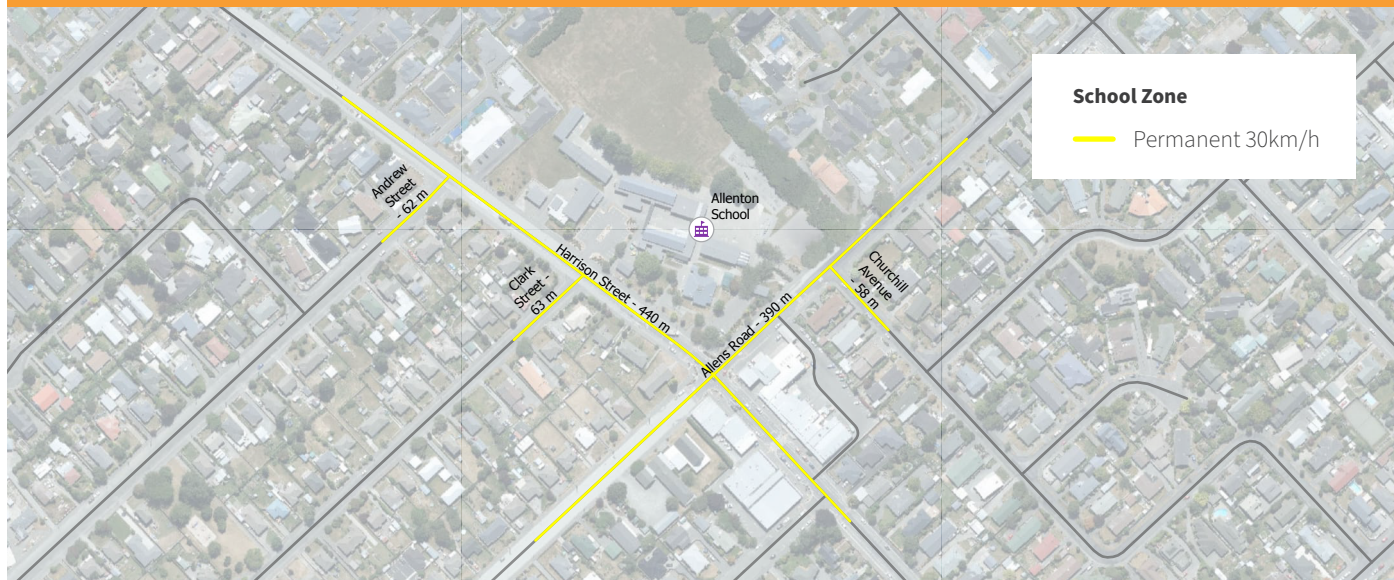 School Zone
Permanent 30km/h
Andrew
Street
- 62 m
Allenton
School
Clark
Street -
63 m
Harrison Street - 440 m
Churchill
Avenue
- 58 m
Allens Road - 390 m